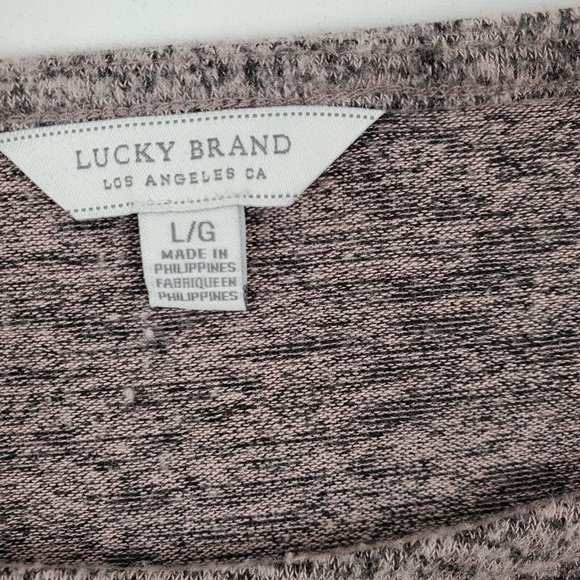 LUCKY BRAND
LOS ANGELES CA
L/G
MADE IN
PHILIPPINES
FABRIQUE EN
PHILIPPINES